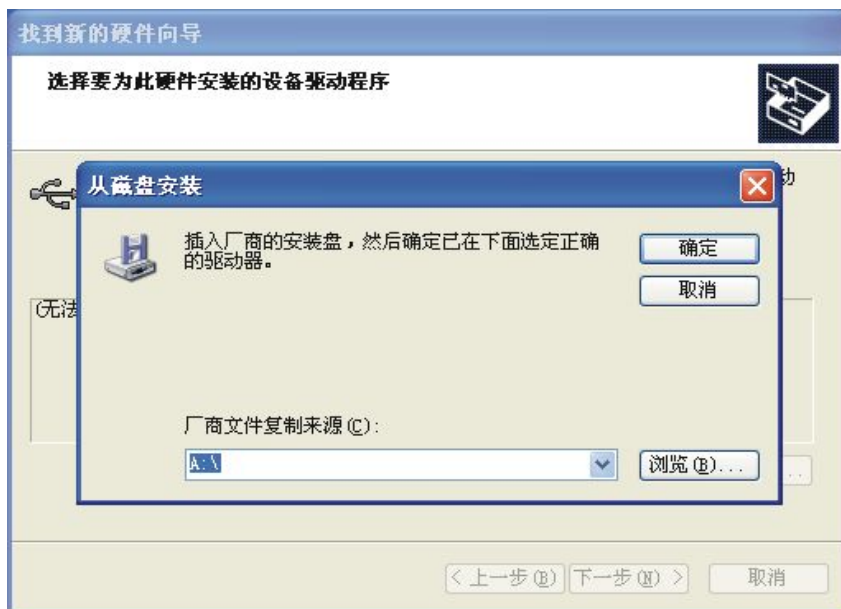 找到新的硬件向导
选择要为此硬件安装的设备驱动程序
动
从磁盘安装
插入厂商的安装盘，然后确定已在下面选定正确
的驱动器。
确定
取消
(无法
厂商文件复制来源(C):
A:\
浏览(B)...
..
< 上一步(B)
下一步(N) >
取消